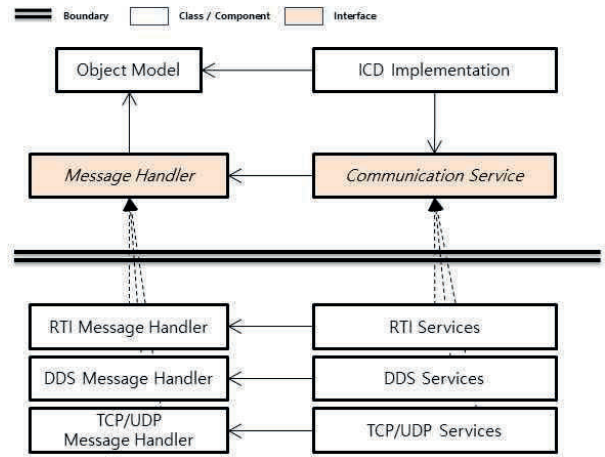 Boundary
Class / Component
Interface
Object Model
ICD Implementation
Message Handler
Communication Service
RTI Message Handler
RTI Services
DDS Message Handler
DDS Services
TCP/UDP
Message Handler
TCP/UDP Services